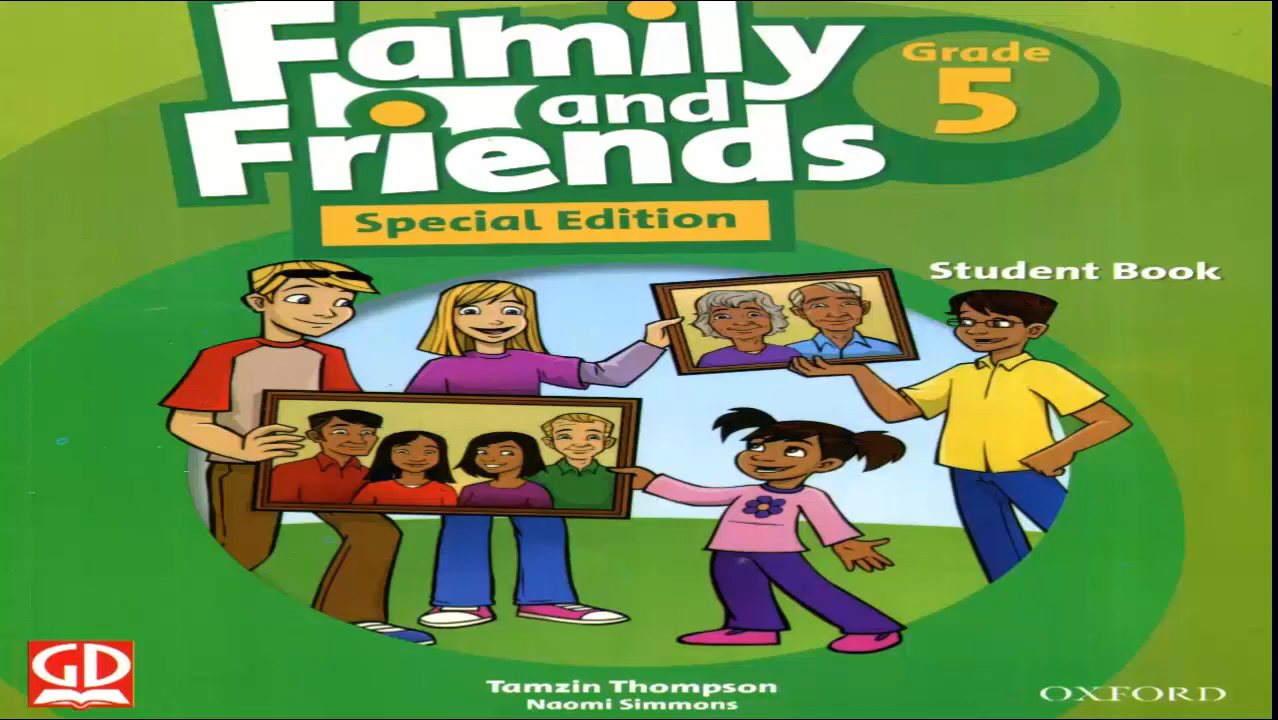 Family
and
Friends
Grade
5
Special Edition
Student Book
GD
Tamzin Thompson
Naomi Simmons
OXFORD